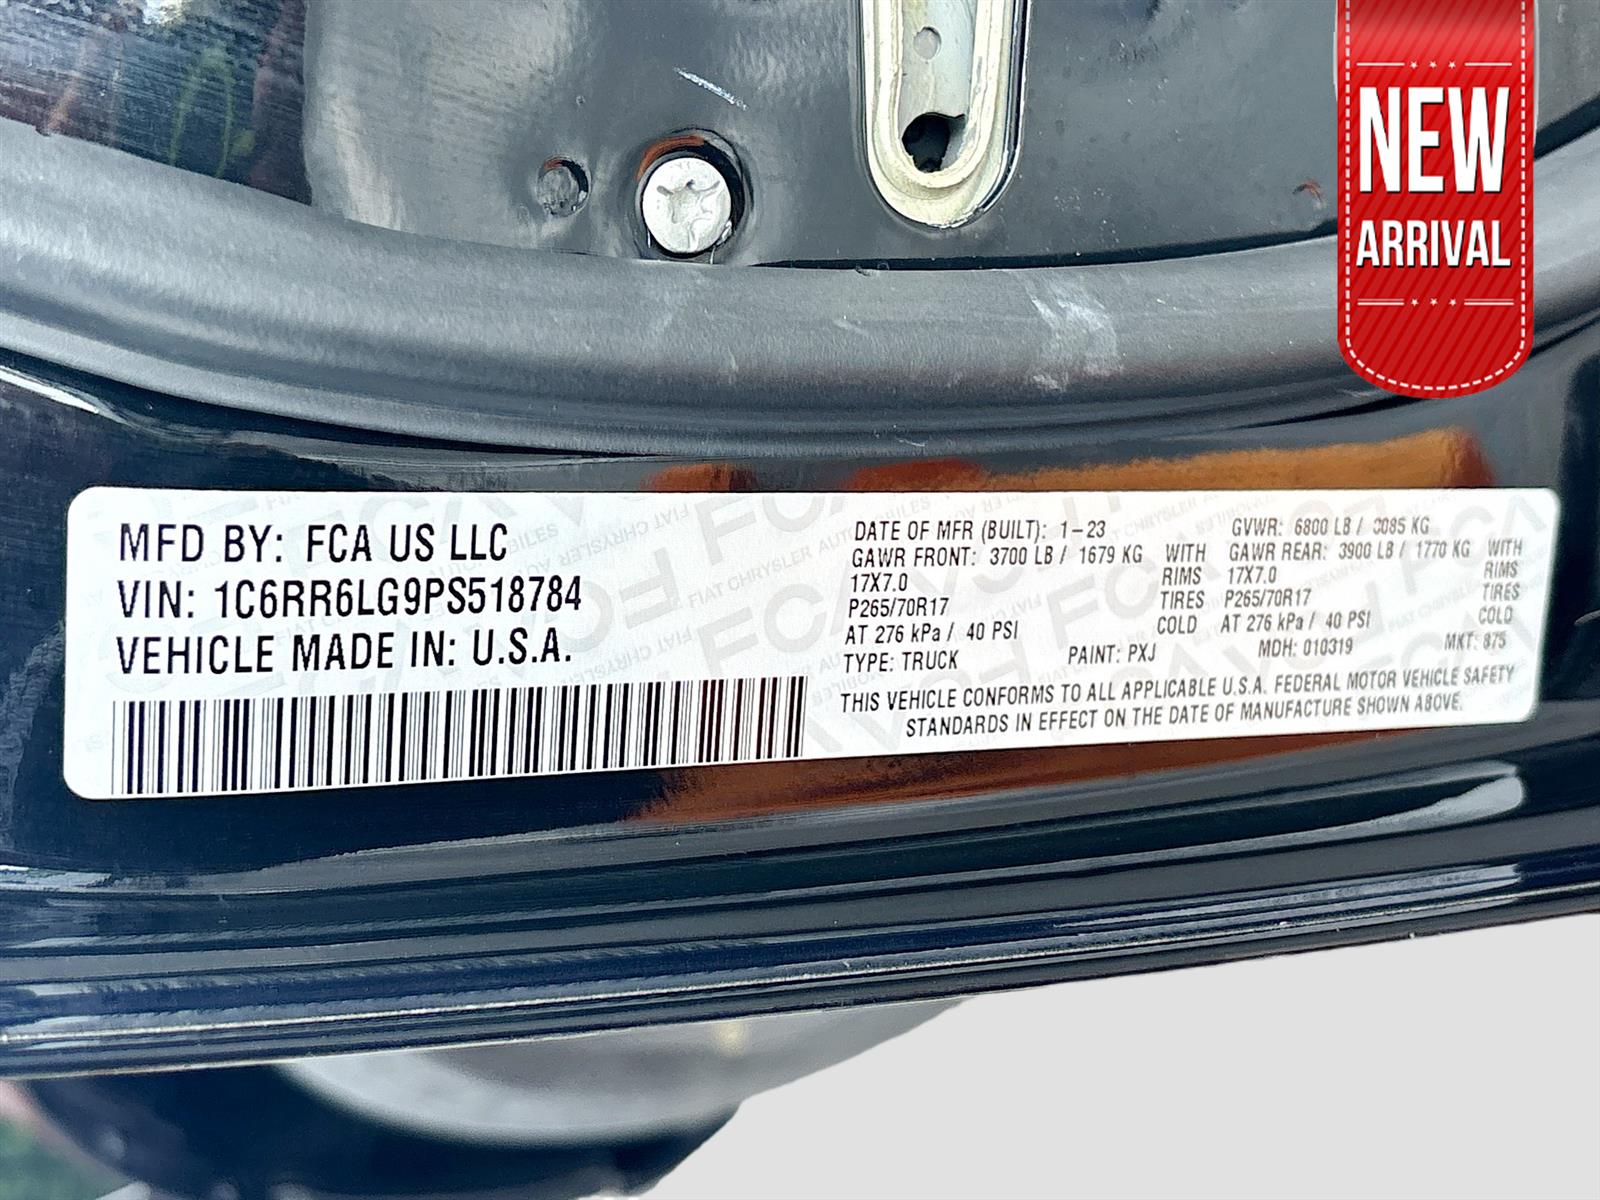 NEW
ARRIVAL
MFD BY: FCA US LLC
VIN: 1C6RR6LG9PS518784
VEHICLE MADE IN: U.S.A.
DATE OF MFR (BUILT): 1-23 GVWR: 6800 LB / 3085 KG
GAWR FRONT: 3700 LB / 1679 KG WITH GAWR REAR: 3900 LB / 1770 KG WITH
17X7.0 RIMS 17X7.0 RIMS
P265/70R17 TIRES P265/70R17 TIRES
AT 276 kPa / 40 PSI COLD AT 276 kPa / 40 PSI COLD
TYPE: TRUCK PAINT: PXJ MDH: 010319 MKT: 875
THIS VEHICLE CONFORMS TO ALL APPLICABLE U.S.A. FEDERAL MOTOR VEHICLE SAFETY
STANDARDS IN EFFECT ON THE DATE OF MANUFACTURE SHOWN ABOVE.